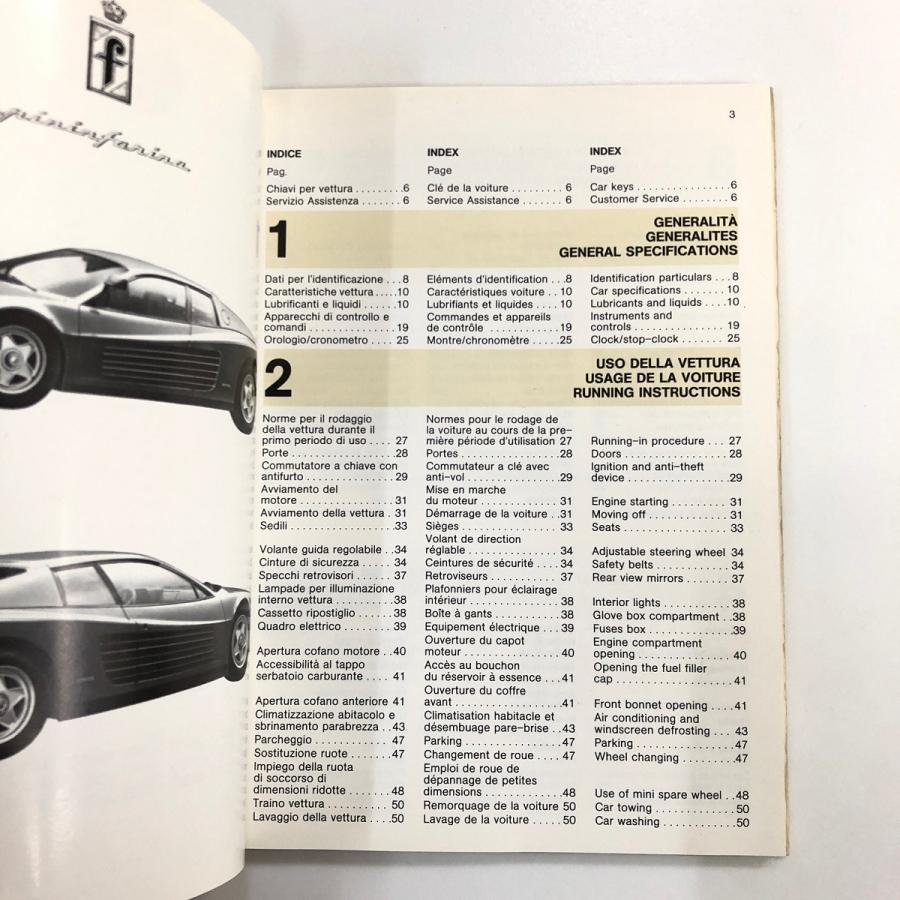 f
pininfarina
3
INDICE
Pag.
Chiavi per vettura . . . . . . . .6
Servizio Assistenza . . . . . . . 6
INDEX
Page
Clé de la voiture . . . . . . . . . 6
Service Assistance . . . . . . . 6
INDEX
Page
Car keys . . . . . . . . . . . . . . .6
Customer Service . . . . . . . . 6
1
GENERALITÀ
GENERALITES
GENERAL SPECIFICATIONS
Dati per l'identificazione . . .8
Caratteristiche vettura . . . . .10
Lubrificanti e liquidi . . . . . .10
Apparecchi di controllo e
comandi . . . . . . . . . . . . . . 19
Orologio/cronometro . . . . 25
Eléments d'identification . . .8
Caractéristiques voiture . . 10
Lubrifiants et liquides . . . . 10
Commandes et appareils
de contrôle . . . . . . . . . . . .19
Montre/chronomètre . . . . .25
Identification particulars . . . 8
Car specifications . . . . . . . 10
Lubricants and liquids . . . .10
Instruments and
controls . . . . . . . . . . . . . . 19
Clock/stop-clock . . . . . . . 25
2
USO DELLA VETTURA
USAGE DE LA VOITURE
RUNNING INSTRUCTIONS
Norme per il rodaggio
della vettura durante il
primo periodo di uso . . . . 27
Porte . . . . . . . . . . . . . . . . .28
Commutatore a chiave con
antifurto . . . . . . . . . . . . . . 29
Avviamento del
motore . . . . . . . . . . . . . . . 31
Avviamento della vettura . 31
Sedili . . . . . . . . . . . . . . . . .33
Volante guida regolabile . .34
Cinture di sicurezza . . . . . 34
Specchi retrovisori . . . . . . 37
Lampade per illuminazione
interno vettura . . . . . . . . . .38
Cassetto ripostiglio . . . . . .38
Quadro elettrico . . . . . . . . 39
Apertura cofano motore . .40
Accessibilità al tappo
serbatoio carburante . . . . 41
Apertura cofano anteriore 41
Climatizzazione abitacolo e
sbrinamento parabrezza . .43
Parcheggio . . . . . . . . . . . . 47
Sostituzione ruote . . . . . . .47
Impiego della ruota
di soccorso di
dimensioni ridotte . . . . . . . 48
Traino vettura . . . . . . . . . . 50
Lavaggio della vettura . . . .50
Normes pour le rodage de
la voiture au cours de la pre-
mière période d'utilisation 27
Portes . . . . . . . . . . . . . . . .28
Commutateur a clé avec
anti-vol . . . . . . . . . . . . . . .29
Mise en marche
du moteur . . . . . . . . . . . . 31
Démarrage de la voiture . .31
Sièges . . . . . . . . . . . . . . . 33
Volant de direction
réglable . . . . . . . . . . . . . . 34
Ceintures de sécurité . . . .34
Retroviseurs . . . . . . . . . . . 37
Plafonniers pour éclairage
intérieur . . . . . . . . . . . . . . 38
Boîte à gants . . . . . . . . . . 38
Equipement électrique . . . 39
Ouverture du capot
moteur . . . . . . . . . . . . . . . 40
Accès au bouchon
du réservoir à essence . . .41
Ouverture du coffre
avant . . . . . . . . . . . . . . . . .41
Climatisation habitacle et
désembuage pare-brise . .43
Parking . . . . . . . . . . . . . . .47
Changement de roue . . . . 47
Emploi de roue de
dépannage de petites
dimensions . . . . . . . . . . . .48
Remorquage de la voiture 50
Lavage de la voiture . . . . .50
Running-in procedure . . . 27
Doors . . . . . . . . . . . . . . . . 28
Ignition and anti-theft
device . . . . . . . . . . . . . . . .29
Engine starting . . . . . . . . . 31
Moving off . . . . . . . . . . . . 31
Seats . . . . . . . . . . . . . . . . 33
Adjustable steering wheel 34
Safety belts . . . . . . . . . . . 34
Rear view mirrors . . . . . . . 37
Interior lights . . . . . . . . . . 38
Glove box compartment . .38
Fuses box . . . . . . . . . . . . .39
Engine compartment
opening . . . . . . . . . . . . . . 40
Opening the fuel filler
cap . . . . . . . . . . . . . . . . . .41
Front bonnet opening . . . .41
Air conditioning and
windscreen defrosting . . . 43
Parking . . . . . . . . . . . . . . 47
Wheel changing . . . . . . . . .47
Use of mini spare wheel . .48
Car towing . . . . . . . . . . . . .50
Car washing . . . . . . . . . . . .50